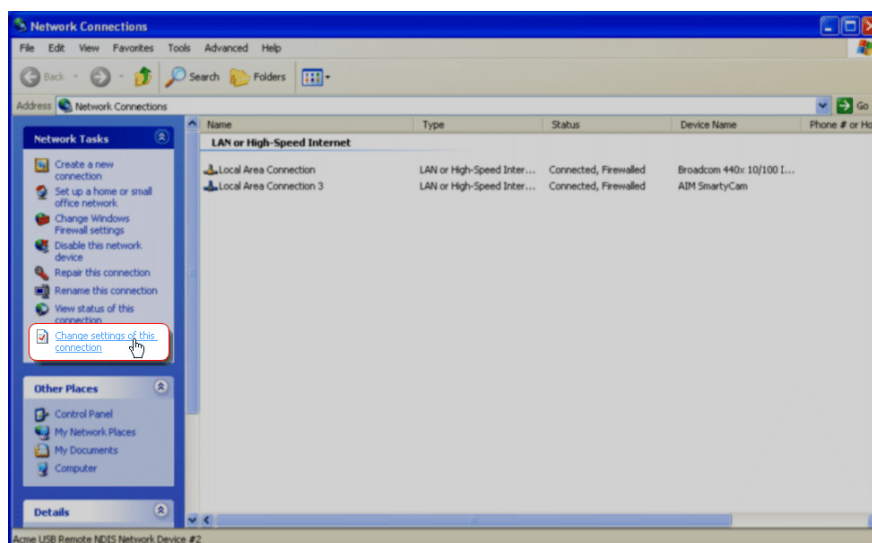 Network Connections
File Edit View Favorites Tools Advanced Help
Back Search Folders
Address Network Connections Go
Name Type Status Device Name Phone # or Ho
Network Tasks
Create a new
connection
Set up a home or small
office network
Change Windows
Firewall settings
Disable this network
device
Repair this connection
Rename this connection
View status of this
connection
Change settings of this
connection
LAN or High-Speed Internet
Local Area Connection LAN or High-Speed Inter... Connected, Firewalled Broadcom 440x 10/100 I...
Local Area Connection 3 LAN or High-Speed Inter... Connected, Firewalled AIM SmartyCam
Other Places
Control Panel
My Network Places
My Documents
Computer
Details
Acme USB Remote NDIS Network Device #2